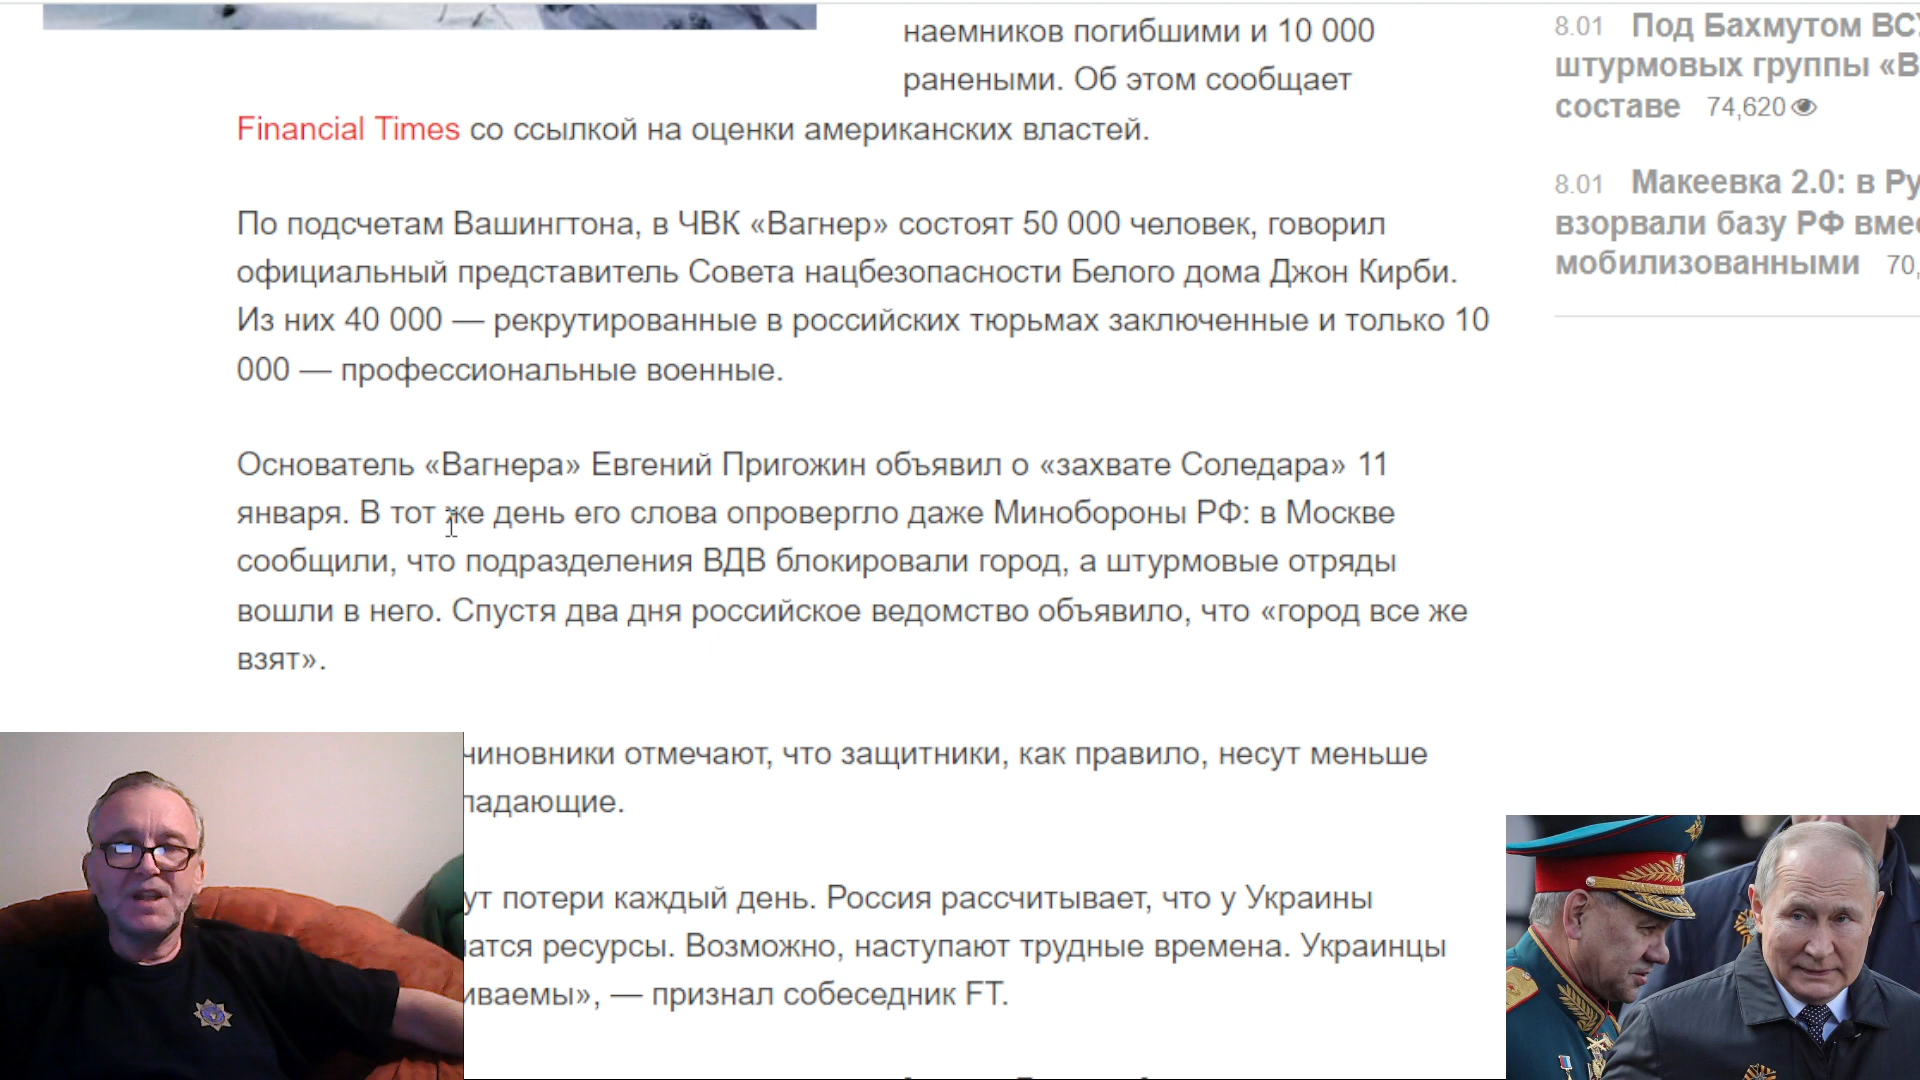 наемников погибшими и 10 000
ранеными. Об этом сообщает
Financial Times со ссылкой на оценки американских властей.
По подсчетам Вашингтона, в ЧВК «Вагнер» состоят 50 000 человек, говорил
официальный представитель Совета нацбезопасности Белого дома Джон Кирби.
Из них 40 000 — рекрутированные в российских тюрьмах заключенные и только 10
000 — профессиональные военные.
Основатель «Вагнера» Евгений Пригожин объявил о «захвате Соледара» 11
января. В тот же день его слова опровергло даже Минобороны РФ: в Москве
сообщили, что подразделения ВДВ блокировали город, а штурмовые отряды
вошли в него. Спустя два дня российское ведомство объявило, что «город все же
взят».
чиновники отмечают, что защитники, как правило, несут меньше
падающие.
ут потери каждый день. Россия рассчитывает, что у Украины
атся ресурсы. Возможно, наступают трудные времена. Украинцы
иваемы», — признал собеседник FT.
8.01 Под Бахмутом ВС
штурмовых группы «В
составе 74,620
8.01 Макеевка 2.0: в Ру
взорвали базу РФ вме
мобилизованными 70,